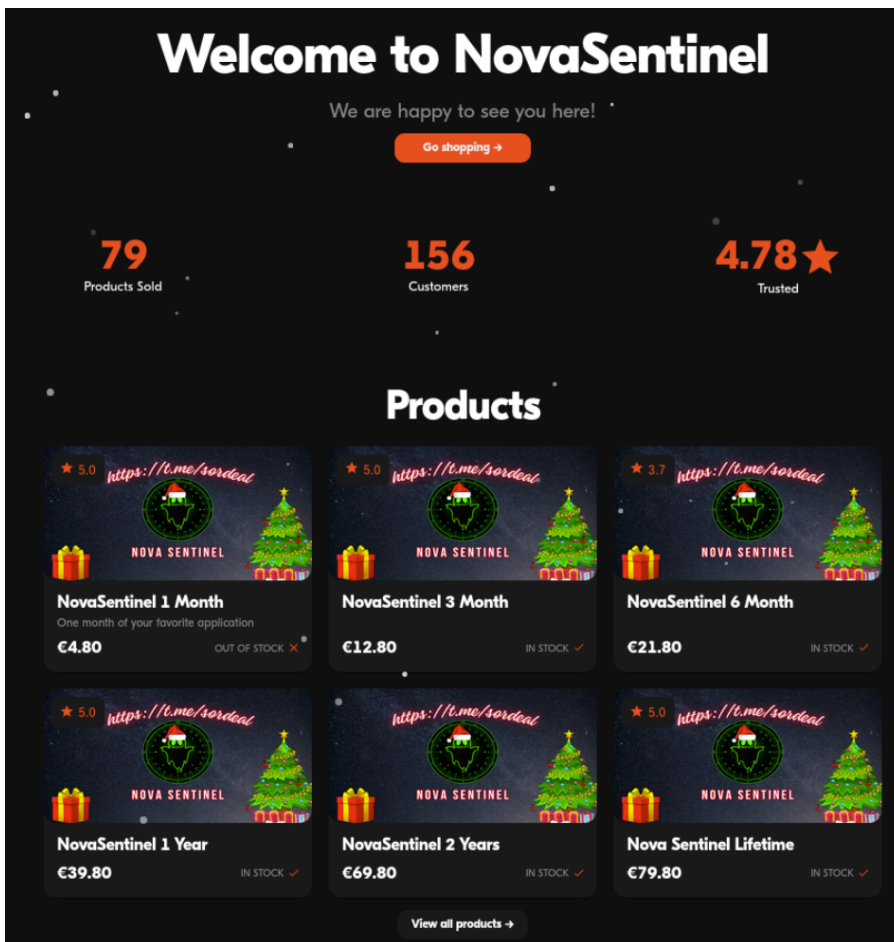 Welcome to NovaSentinel
We are happy to see you here!
Go shopping →
79
Products Sold
156
Customers
4.78★
Trusted
Products
★ 5.0
https://t.me/sordeal
NOVA SENTINEL
NovaSentinel 1 Month
One month of your favorite application
€4.80
OUT OF STOCK ×
★ 5.0
https://t.me/sordeal
NOVA SENTINEL
NovaSentinel 3 Month
€12.80
IN STOCK ✓
★ 3.7
https://t.me/sordeal
NOVA SENTINEL
NovaSentinel 6 Month
€21.80
IN STOCK ✓
★ 5.0
https://t.me/sordeal
NOVA SENTINEL
NovaSentinel 1 Year
€39.80
IN STOCK ✓
https://t.me/sordeal
NOVA SENTINEL
NovaSentinel 2 Years
€69.80
IN STOCK ✓
★ 5.0
https://t.me/sordeal
NOVA SENTINEL
Nova Sentinel Lifetime
€79.80
IN STOCK ✓
View all products →